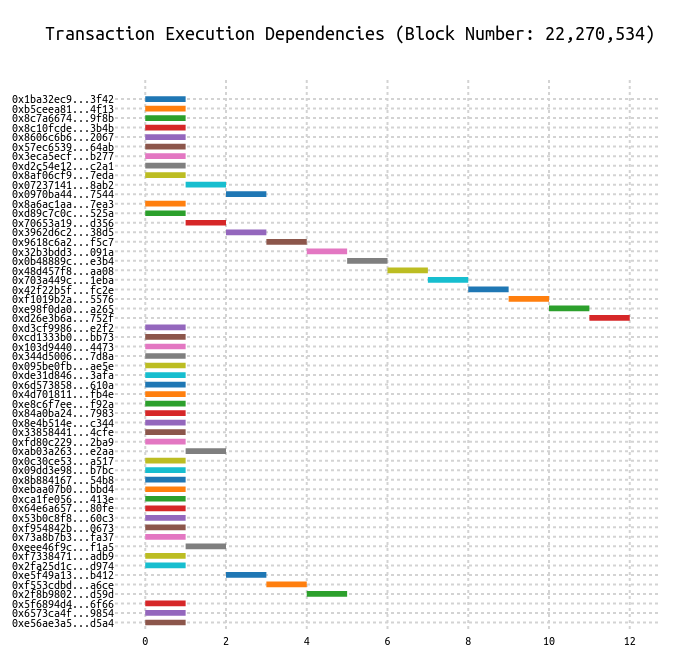 Transaction Execution Dependencies (Block Number: 22,270,534)
0x1ba32ec9...3f42
0xb5ceea81...4f13
0x8c7a6674...9f8b
0x8c10fcde...3b4b
0x8606c6b6...2067
0x57ec6539...64ab
0x3eca5ecf...b277
0xd2c54e12...c2a1
0x8af06cf9...7eda
0x07237141...8ab2
0x0970ba44...7544
0x8a6ac1aa...7ea3
0xd89c7c0c...525a
0x70653a19...d356
0x3962d6c2...38d5
0x9618c6a2...f5c7
0x32b3bdd3...091a
0x0b48889c...e3b4
0x48d457f8...aa08
0x703a449c...1eba
0x42f22b5f...fc2e
0xf1019b2a...5576
0xe98f0da0...a265
0xd26e3b6a...752f
0xd3cf9986...e2f2
0xcd1333b0...bb73
0x103d9440...4473
0x344d5006...7d8a
0x095be0fb...ae5e
0xde31d846...3afa
0x6d573858...610a
0x4d701811...fb4e
0xe8c6f7ee...f92a
0x84a0ba24...7983
0x8e4b514e...c344
0x33858441...4cfe
0xfd80c229...2ba9
0xab03a263...e2aa
0x0c30ce53...a517
0x09dd3e98...b7bc
0x8b884167...54b8
0xebaa07b0...bbd4
0xca1fe056...413e
0x64e6a657...80fe
0x53b0c8f8...60c3
0xf954842b...0673
0x73a8b7b3...fa37
0xeee46f9c...f1a5
0xf7338471...adb9
0x2fa25d1c...d974
0xe5f49a13...b412
0xf553cdbd...a6ce
0x2f8b9802...d59d
0x5f6894d4...6f66
0x6573ca4f...9854
0xe56ae3a5...d5a4
0 2 4 6 8 10 12